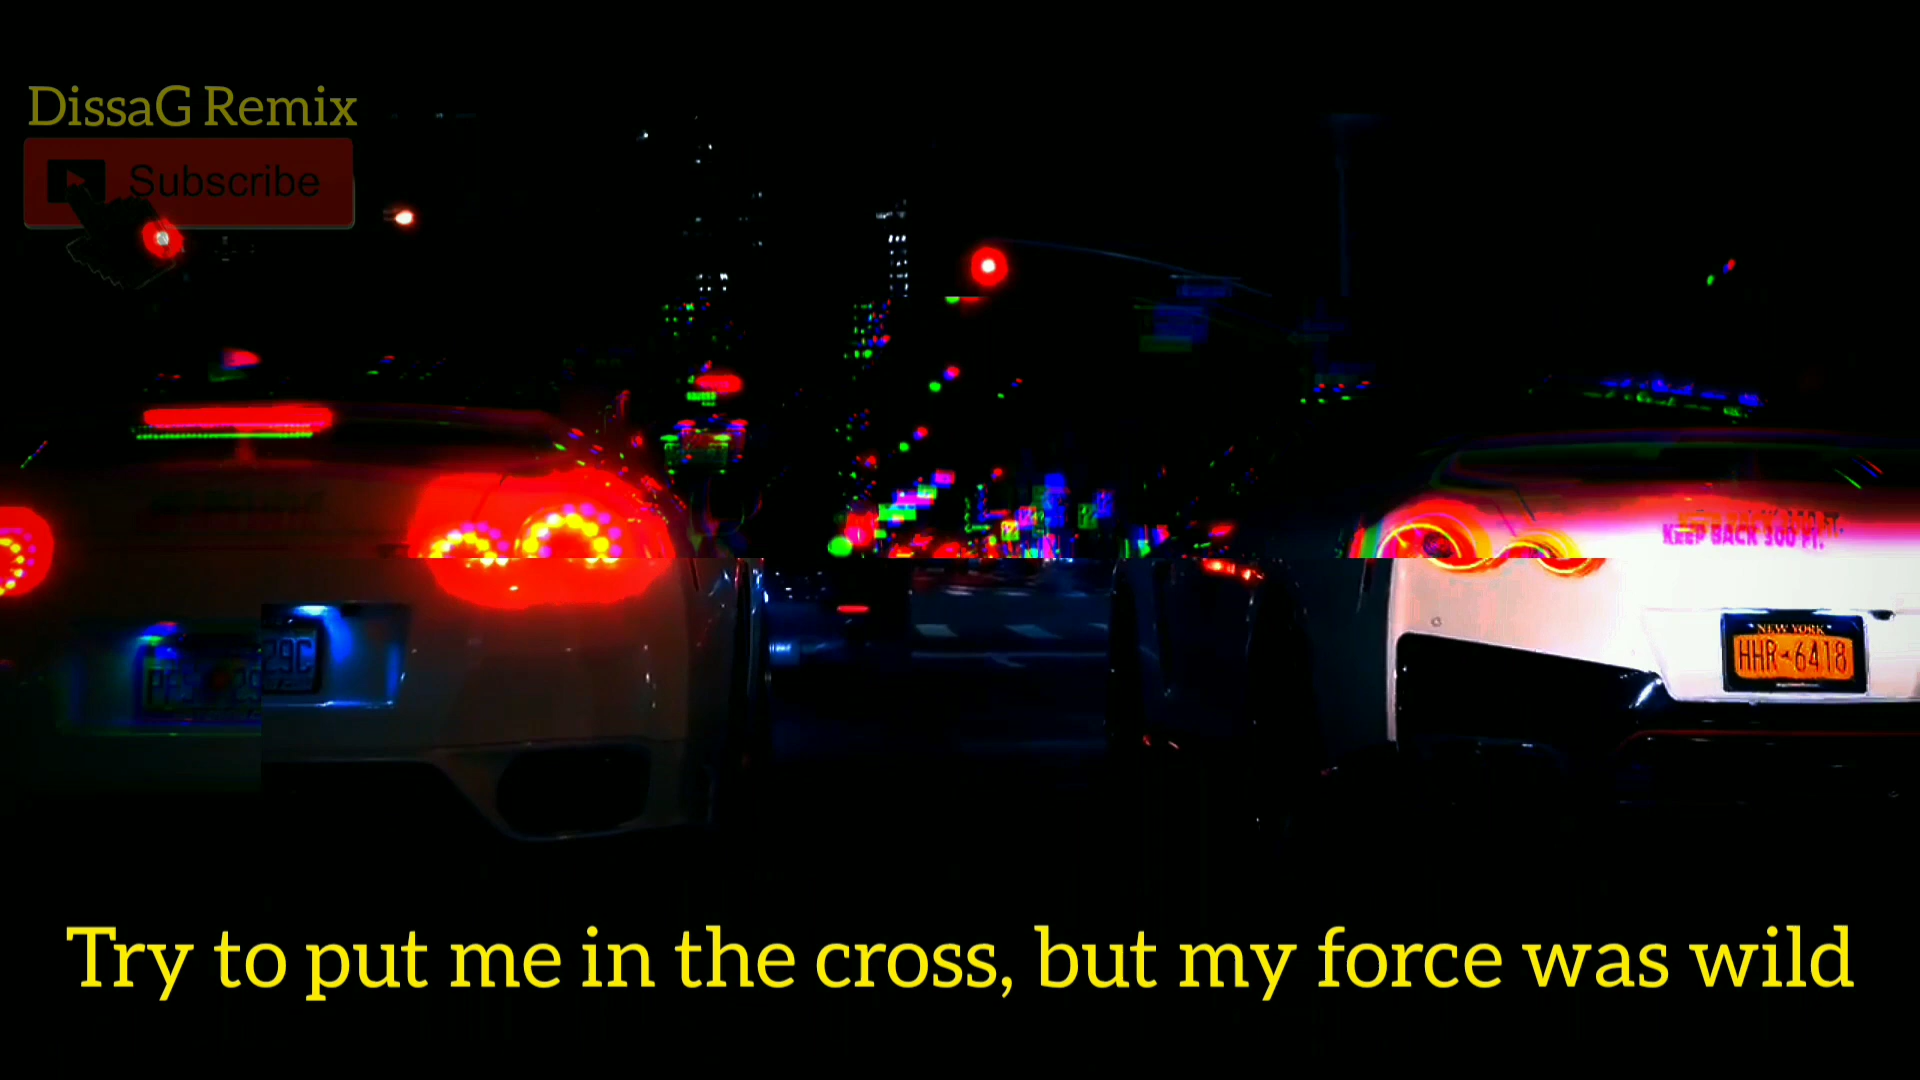 DissaG Remix
Subscribe
KEEP BACK 300 FT.
29C
NEW YORK
HHR-6418
Try to put me in the cross, but my force was wild